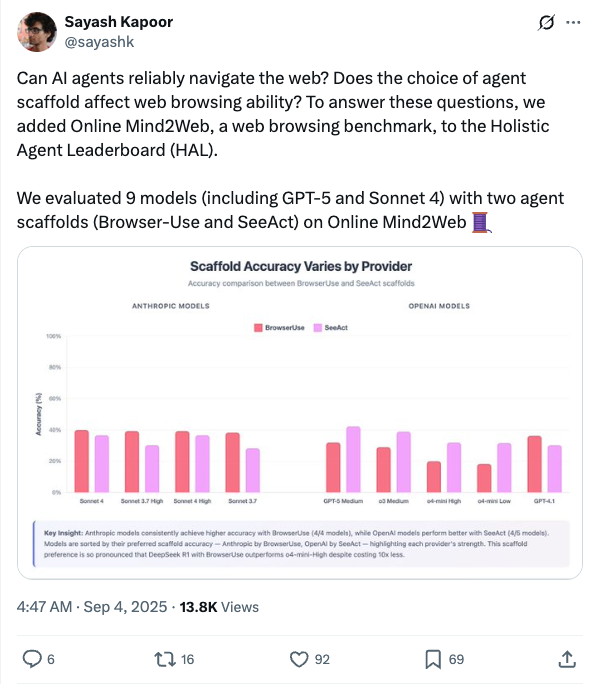 Sayash Kapoor
@sayashk
Can AI agents reliably navigate the web? Does the choice of agent
scaffold affect web browsing ability? To answer these questions, we
added Online Mind2Web, a web browsing benchmark, to the Holistic
Agent Leaderboard (HAL).
We evaluated 9 models (including GPT-5 and Sonnet 4) with two agent
scaffolds (Browser-Use and SeeAct) on Online Mind2Web 🧵
Scaffold Accuracy Varies by Provider
Accuracy comparison between BrowserUse and SeeAct scaffolds
ANTHROPIC MODELS
OPENAI MODELS
BrowserUse SeeAct
100%
80%
60%
40%
20%
0%
Accuracy (%)
Sonnet 4 Sonnet 3.7 High Sonnet 4 High Sonnet 3.7 GPT-5 Medium o3 Medium o4-mini High o4-mini Low GPT-4.1
Key Insight: Anthropic models consistently achieve higher accuracy with BrowserUse (4/4 models), while OpenAI models perform better with SeeAct (4/5 models).
Models are sorted by their preferred scaffold accuracy — Anthropic by BrowserUse, OpenAI by SeeAct — highlighting each provider's strength. This scaffold
preference is so pronounced that DeepSeek R1 with BrowserUse outperforms o4-mini-High despite costing 10x less.
4:47 AM · Sep 4, 2025 · 13.8K Views
6 16 92 69